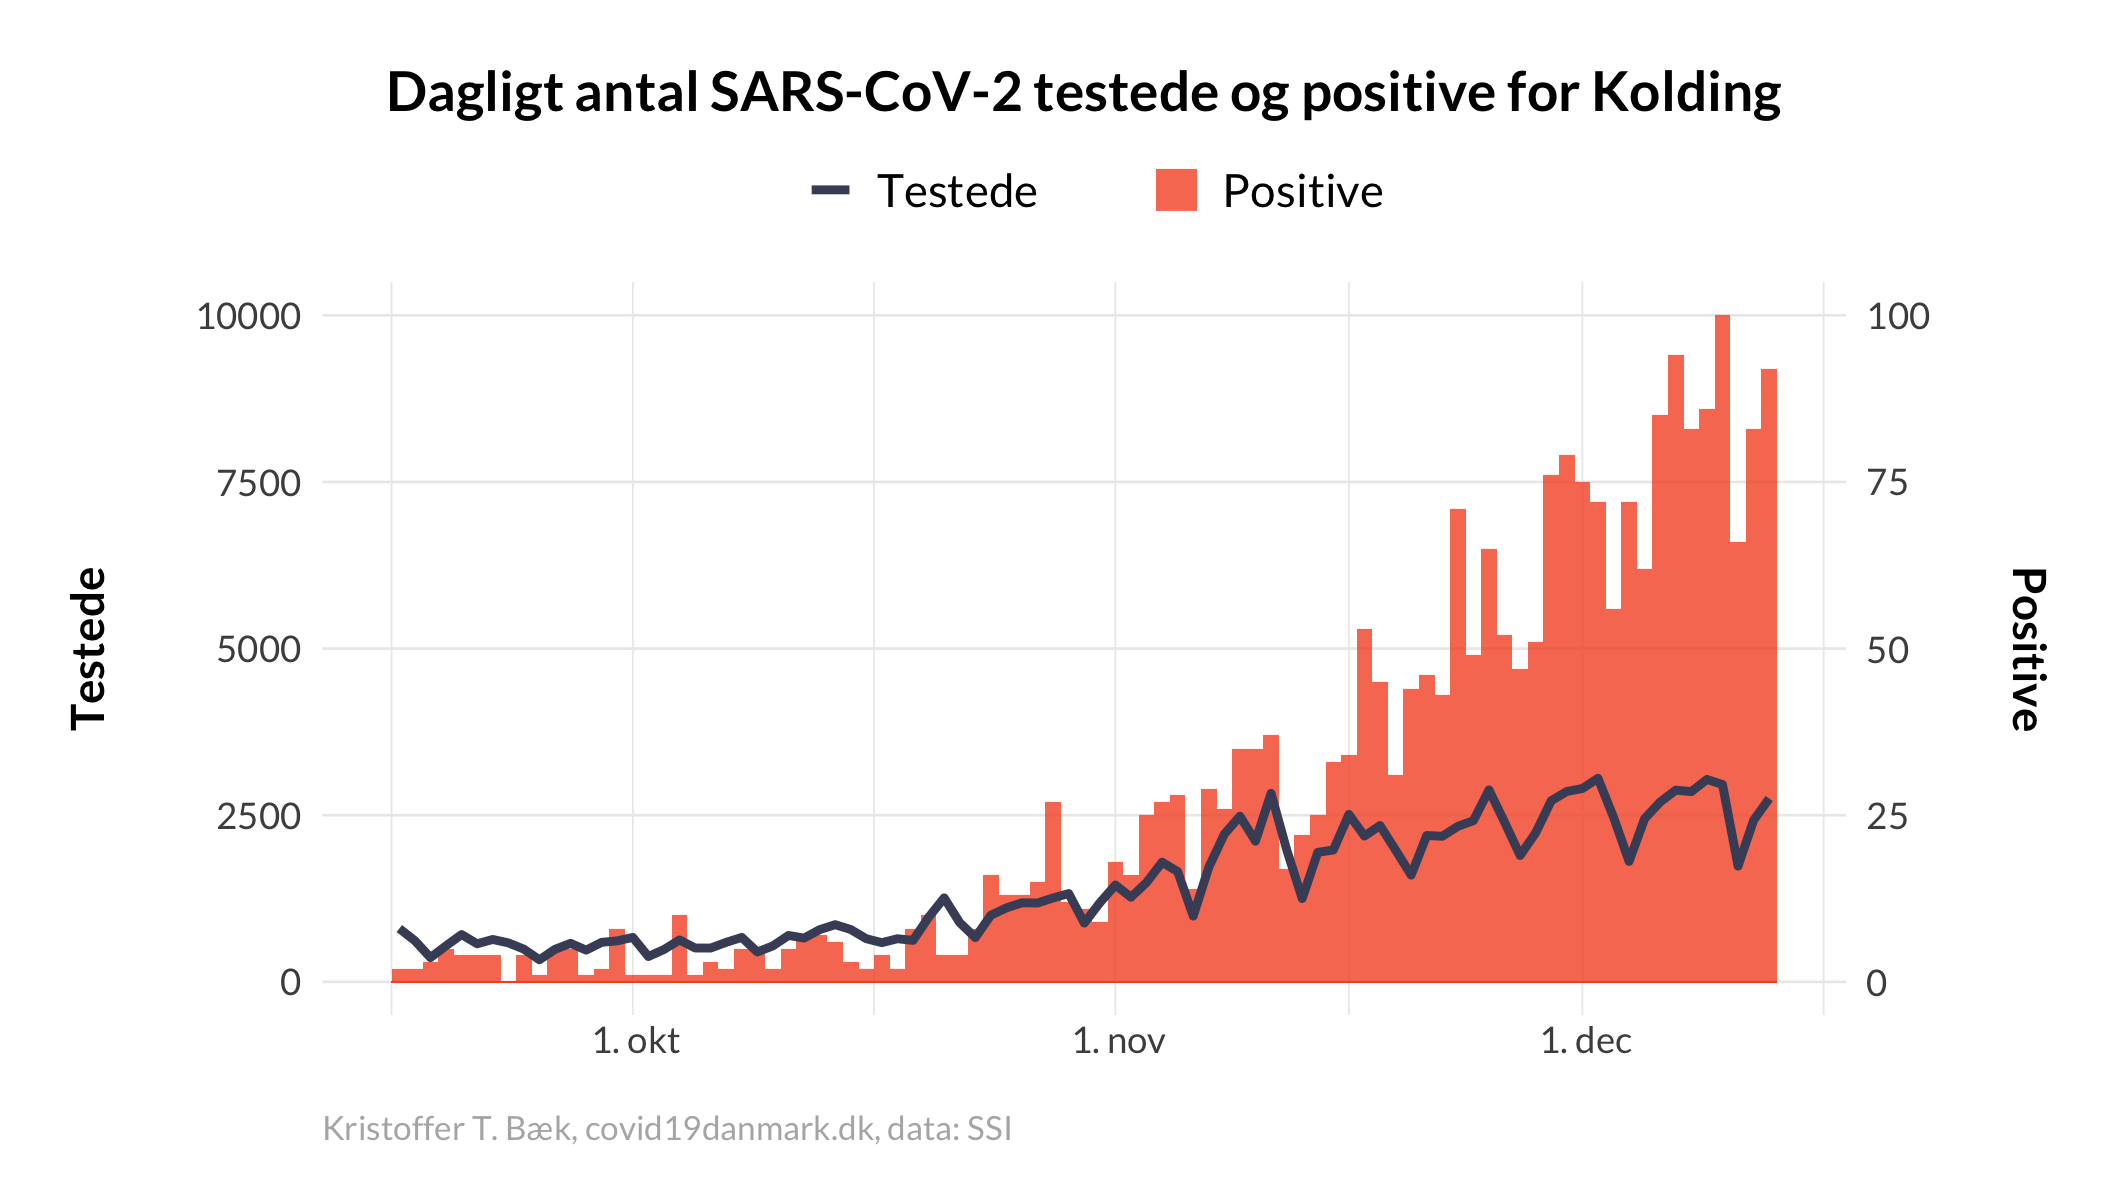 Dagligt antal SARS-CoV-2 testede og positive for Kolding
Testede
Positive
10000
7500
5000
2500
0
100
75
50
25
0
Testede
Positive
1. okt
1. nov
1. dec
Kristoffer T. Bæk, covid19danmark.dk, data: SSI